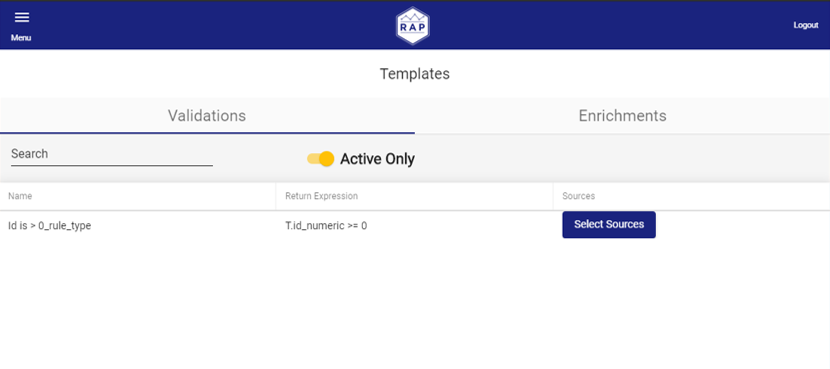 Menu
RAP
Logout
Templates
Validations
Enrichments
Search
Active Only
Name
Return Expression
Sources
Id is > 0_rule_type
T.id_numeric >= 0
Select Sources